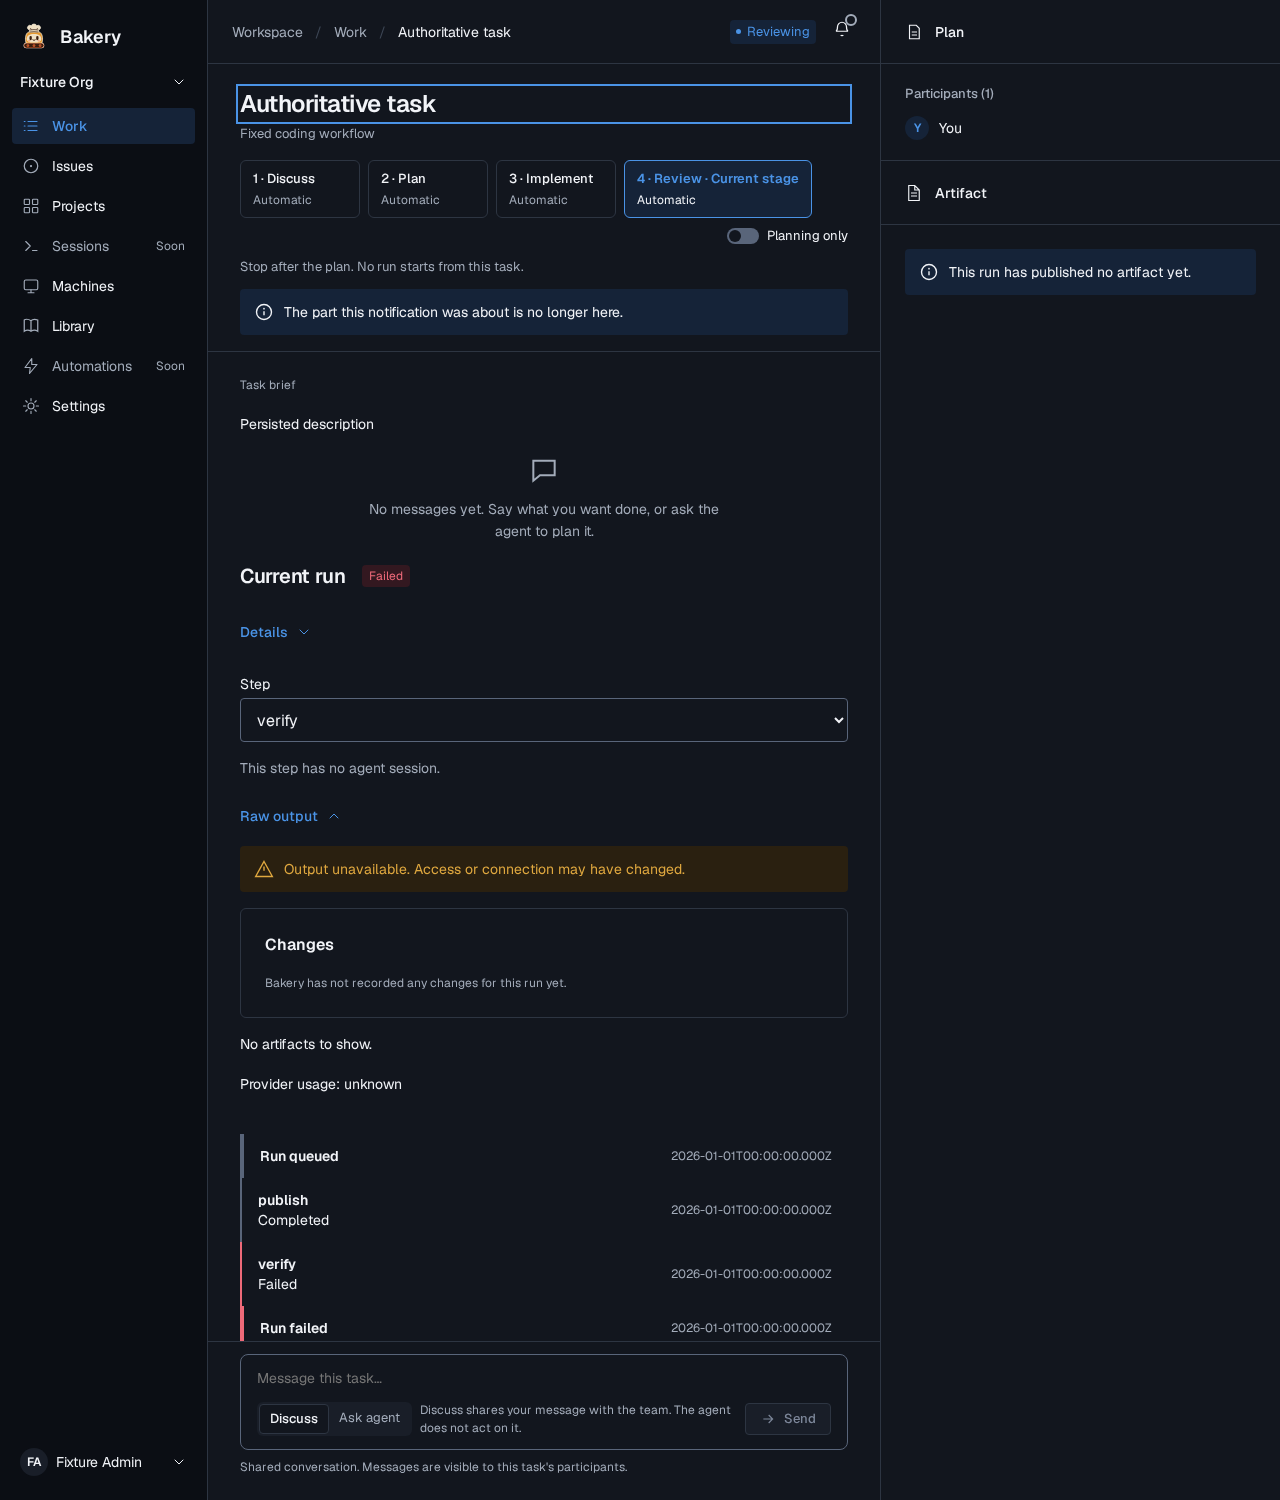 Bakery
Fixture Org
Work
Issues
Projects
Sessions Soon
Machines
Library
Automations Soon
Settings
FA Fixture Admin
Workspace / Work / Authoritative task
Reviewing
Authoritative task
Fixed coding workflow
1 · Discuss
Automatic
2 · Plan
Automatic
3 · Implement
Automatic
4 · Review · Current stage
Automatic
Planning only
Stop after the plan. No run starts from this task.
The part this notification was about is no longer here.
Task brief
Persisted description
No messages yet. Say what you want done, or ask the
agent to plan it.
Current run Failed
Details
Step
verify
This step has no agent session.
Raw output
Output unavailable. Access or connection may have changed.
Changes
Bakery has not recorded any changes for this run yet.
No artifacts to show.
Provider usage: unknown
Run queued 2026-01-01T00:00:00.000Z
publish
Completed
2026-01-01T00:00:00.000Z
verify
Failed
2026-01-01T00:00:00.000Z
Run failed 2026-01-01T00:00:00.000Z
Message this task...
Discuss Ask agent
Discuss shares your message with the team. The agent
does not act on it.
Send
Shared conversation. Messages are visible to this task's participants.
Plan
Participants (1)
Y You
Artifact
This run has published no artifact yet.